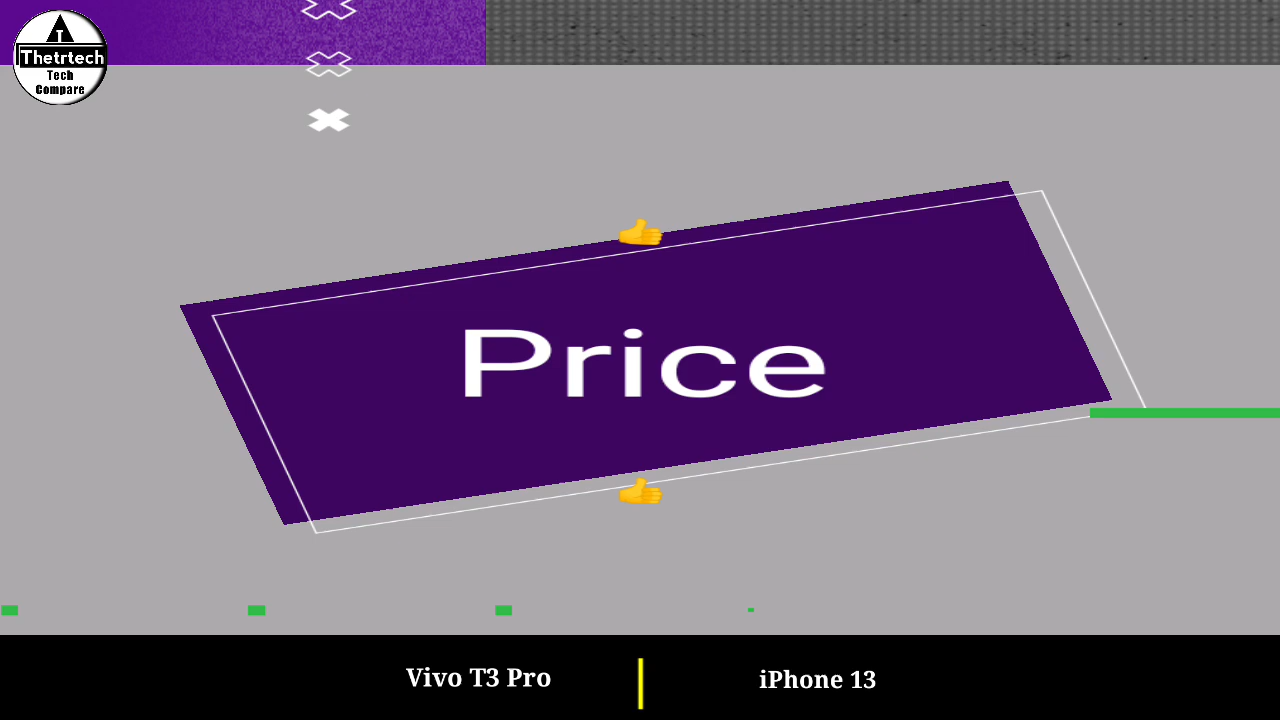 T
Thetrtech
Tech
Compare
Price
Vivo T3 Pro
iPhone 13